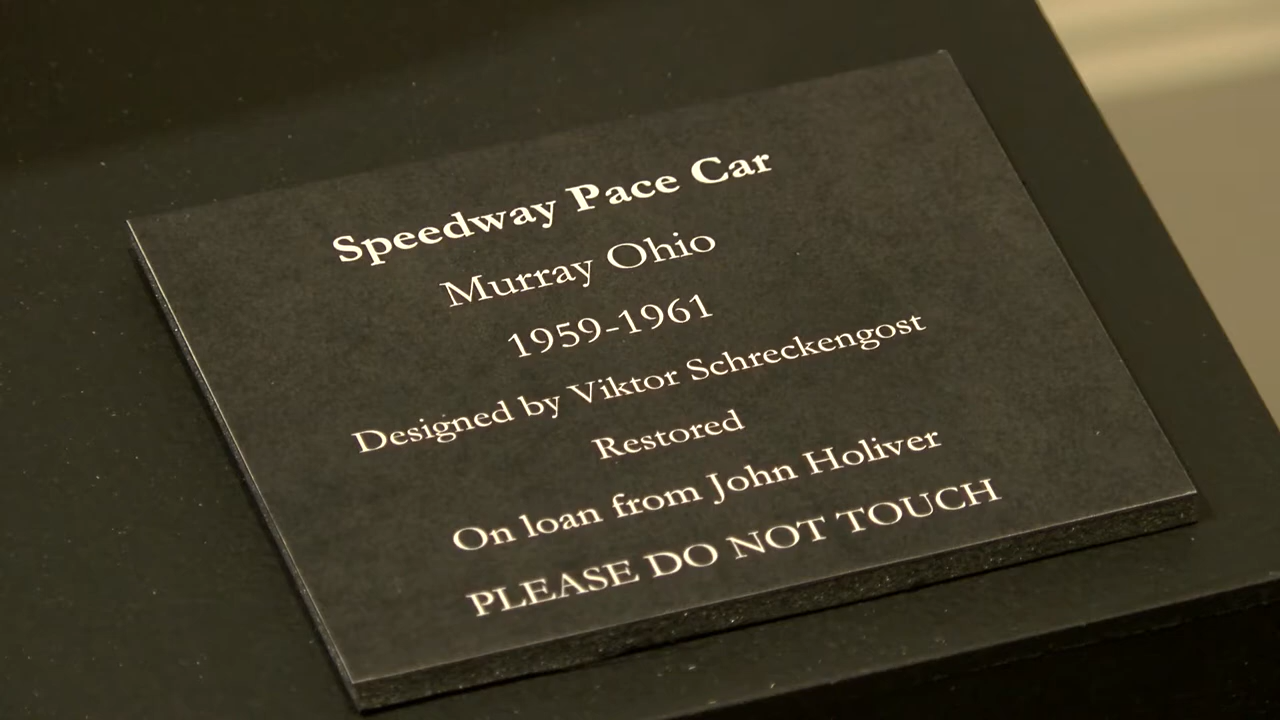 Speedway Pace Car
Murray Ohio
1959-1961
Designed by Viktor Schreckengost
Restored
On loan from John Holiver
PLEASE DO NOT TOUCH